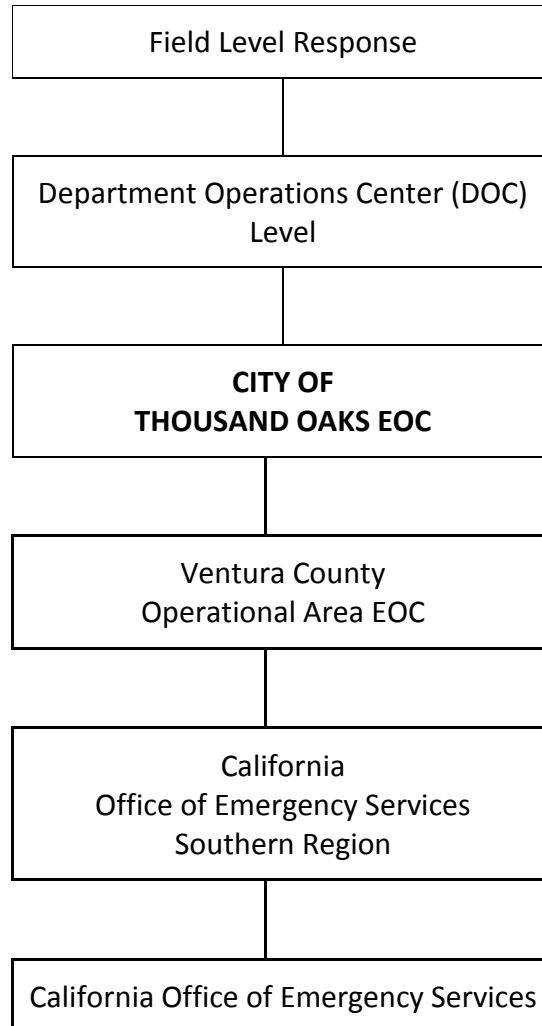 Field Level Response
Department Operations Center (DOC)
Level
CITY OF
THOUSAND OAKS EOC
Ventura County
Operational Area EOC
California
Office of Emergency Services
Southern Region
California Office of Emergency Services